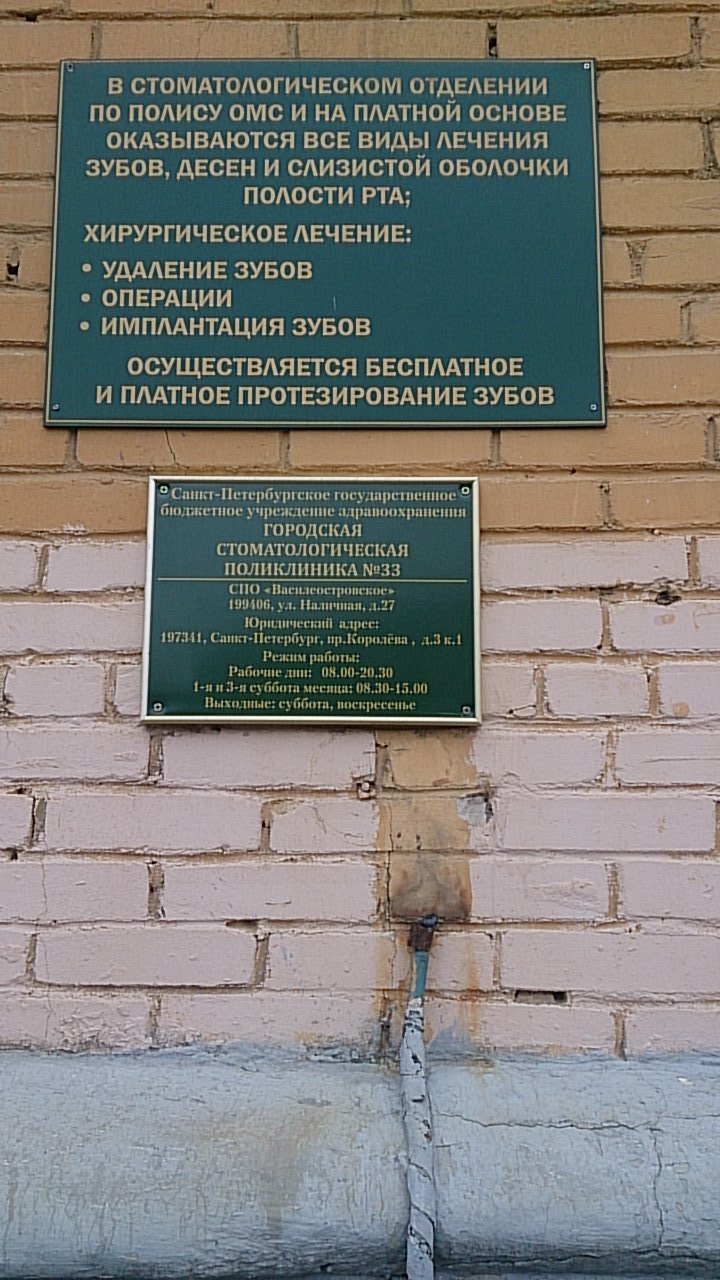 В СТОМАТОЛОГИЧЕСКОМ ОТДЕЛЕНИИ
ПО ПОЛИСУ ОМС И НА ПЛАТНОЙ ОСНОВЕ
ОКАЗЫВАЮТСЯ ВСЕ ВИДЫ ЛЕЧЕНИЯ
ЗУБОВ, ДЕСЕН И СЛИЗИСТОЙ ОБОЛОЧКИ
ПОЛОСТИ РТА;
ХИРУРГИЧЕСКОЕ ЛЕЧЕНИЕ:
• УДАЛЕНИЕ ЗУБОВ
• ОПЕРАЦИИ
• ИМПЛАНТАЦИЯ ЗУБОВ
ОСУЩЕСТВЛЯЕТСЯ БЕСПЛАТНОЕ
И ПЛАТНОЕ ПРОТЕЗИРОВАНИЕ ЗУБОВ
Санкт-Петербургское государственное
бюджетное учреждение здравоохранения
ГОРОДСКАЯ
СТОМАТОЛОГИЧЕСКАЯ
ПОЛИКЛИНИКА №33
СПО «Василеостровское»
199406, ул. Наличная, д.27
Юридический адрес:
197341, Санкт-Петербург, пр.Королёва , д.3 к.1
Режим работы:
Рабочие дни: 08.00-20.30
1-я и 3-я суббота месяца: 08.30-15.00
Выходные: суббота, воскресенье